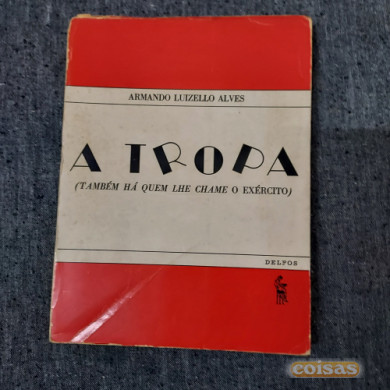 ARMANDO LUIZELLO ALVES
A TROPA
(TAMBÉM HÁ QUEM LHE CHAME O EXÉRCITO)
DELFOS
coisas